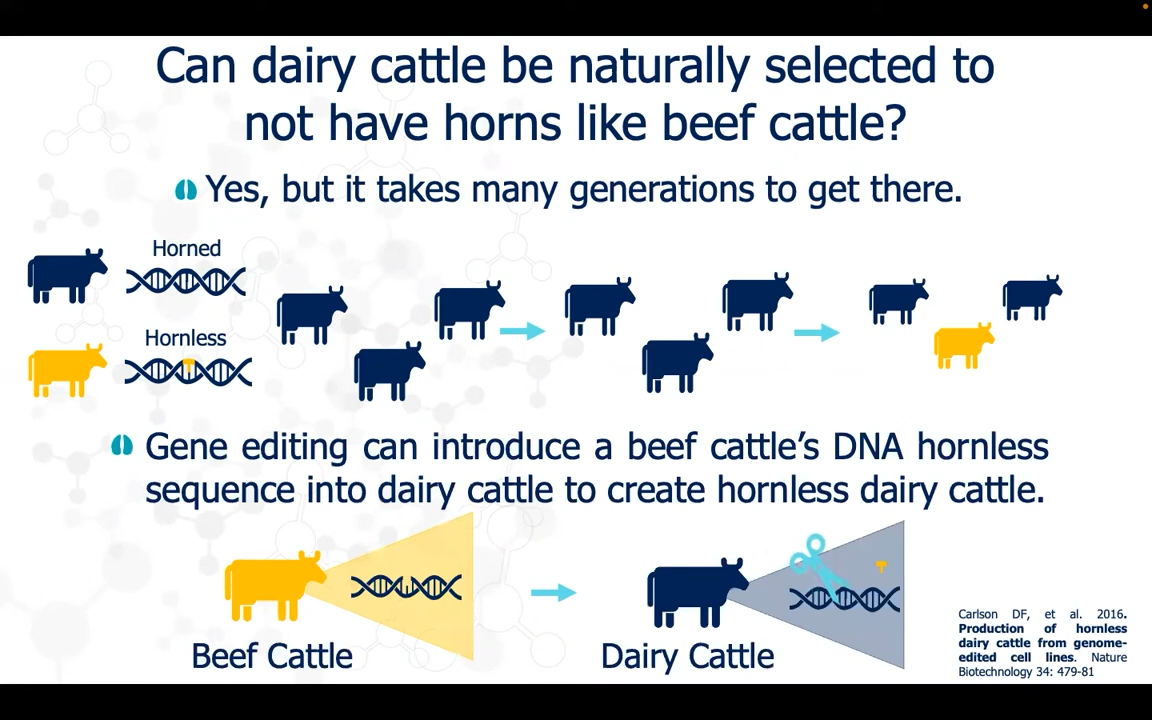 Can dairy cattle be naturally selected to
not have horns like beef cattle?
Yes, but it takes many generations to get there.
Horned
Hornless
Gene editing can introduce a beef cattle’s DNA hornless
sequence into dairy cattle to create hornless dairy cattle.
Beef Cattle
Dairy Cattle
Carlson DF, et al. 2016.
Production of hornless
dairy cattle from genome-
edited cell lines. Nature
Biotechnology 34: 479-81